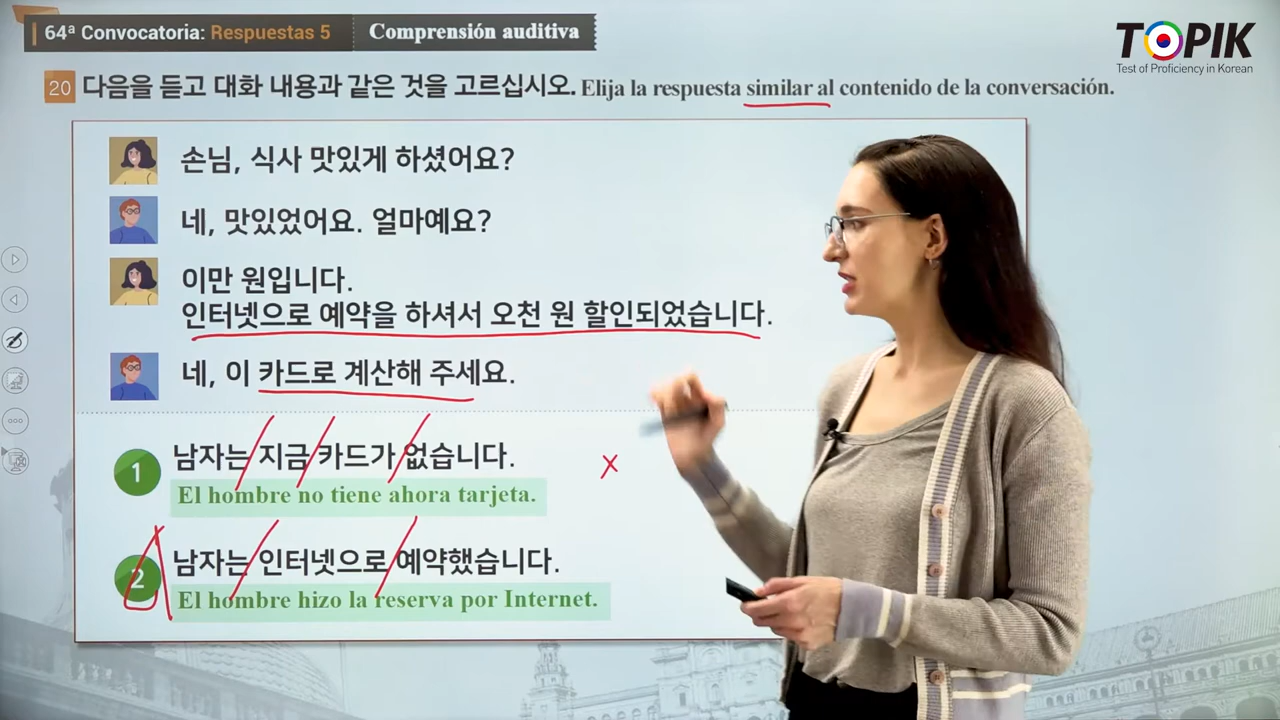 64ª Convocatoria: Respuestas 5 Comprensión auditiva
TOPIK
Test of Proficiency in Korean
20 다음을 듣고 대화 내용과 같은 것을 고르십시오. Elija la respuesta similar al contenido de la conversación.
손님, 식사 맛있게 하셨어요?
네, 맛있었어요. 얼마예요?
이만 원입니다.
인터넷으로 예약을 하셔서 오천 원 할인되었습니다.
네, 이 카드로 계산해 주세요.
1 남자는 지금 카드가 없습니다.
El hombre no tiene ahora tarjeta.
2 남자는 인터넷으로 예약했습니다.
El hombre hizo la reserva por Internet.